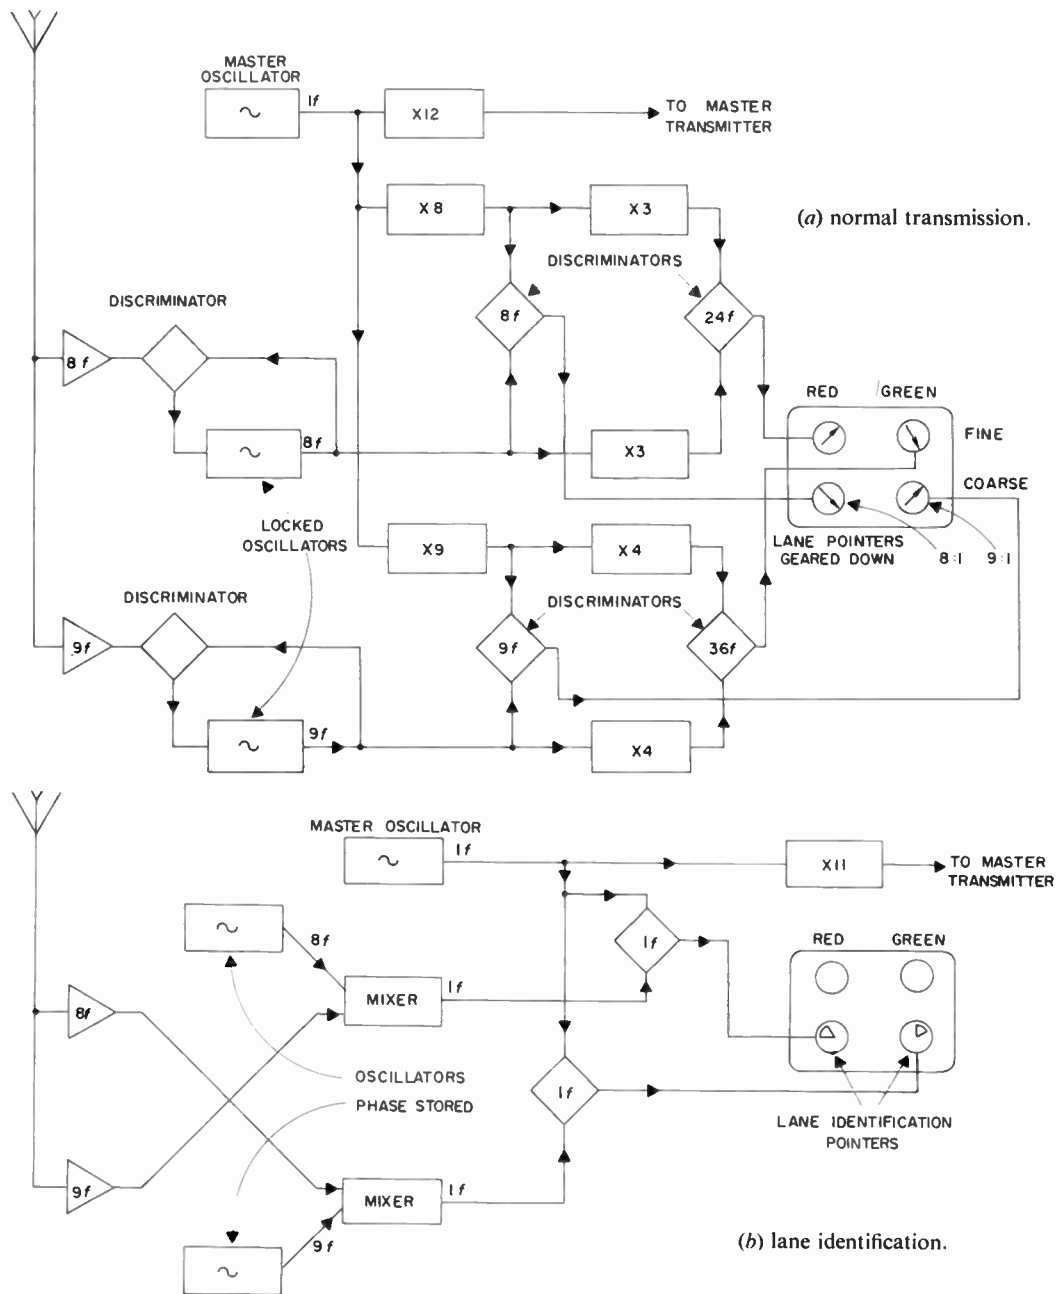 MASTER
OSCILLATOR
1f
X12
TO MASTER
TRANSMITTER
X8
X3
(a) normal transmission.
DISCRIMINATORS
DISCRIMINATOR
8f
24f
8f
RED
GREEN
8f
X3
FINE
COARSE
LOCKED
OSCILLATORS
X9
X4
LANE POINTERS
GEARED DOWN
8:1
9:1
DISCRIMINATOR
DISCRIMINATORS
9f
9f
36f
9f
X4
MASTER OSCILLATOR
1f
X11
TO MASTER
TRANSMITTER
8f
1f
RED
GREEN
8f
MIXER
1f
OSCILLATORS
PHASE STORED
1f
LANE IDENTIFICATION
POINTERS
9f
MIXER
1f
9f
(b) lane identification.